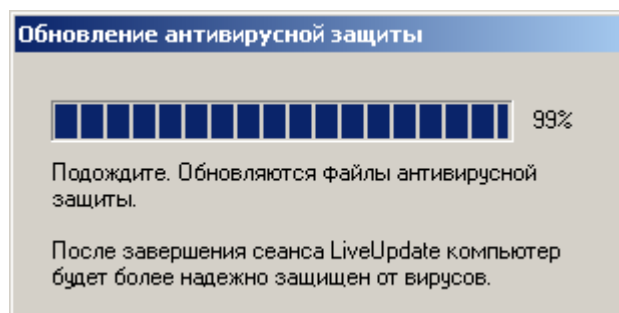 Обновление антивирусной защиты
99%
Подождите. Обновляются файлы антивирусной
защиты.
После завершения сеанса LiveUpdate компьютер
будет более надежно защищен от вирусов.